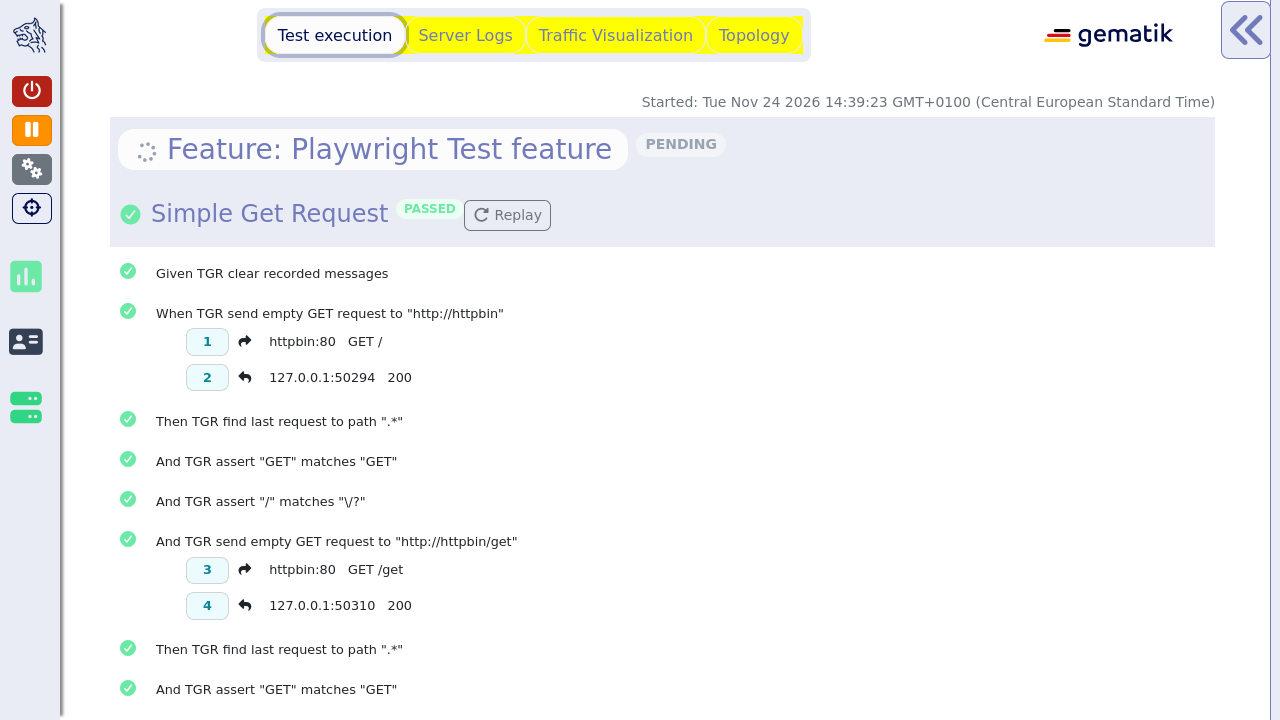 Test execution Server Logs Traffic Visualization Topology
gematik
Started: Tue Nov 24 2026 14:39:23 GMT+0100 (Central European Standard Time)
Feature: Playwright Test feature PENDING
Simple Get Request PASSED Replay
Given TGR clear recorded messages
When TGR send empty GET request to "http://httpbin"
1 httpbin:80 GET /
2 127.0.0.1:50294 200
Then TGR find last request to path ".*"
And TGR assert "GET" matches "GET"
And TGR assert "/" matches "\/?"
And TGR send empty GET request to "http://httpbin/get"
3 httpbin:80 GET /get
4 127.0.0.1:50310 200
Then TGR find last request to path ".*"
And TGR assert "GET" matches "GET"